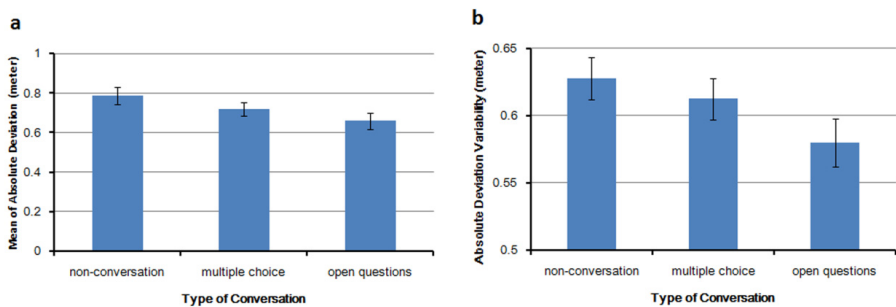 a
Mean of Absolute Deviation (meter)
1
0.8
0.6
0.4
0.2
0
non-conversation
multiple choice
open questions
Type of Conversation
b
Absolute Deviation Variability (meter)
0.65
0.6
0.55
0.5
non-conversation
multiple choice
open questions
Type of Conversation